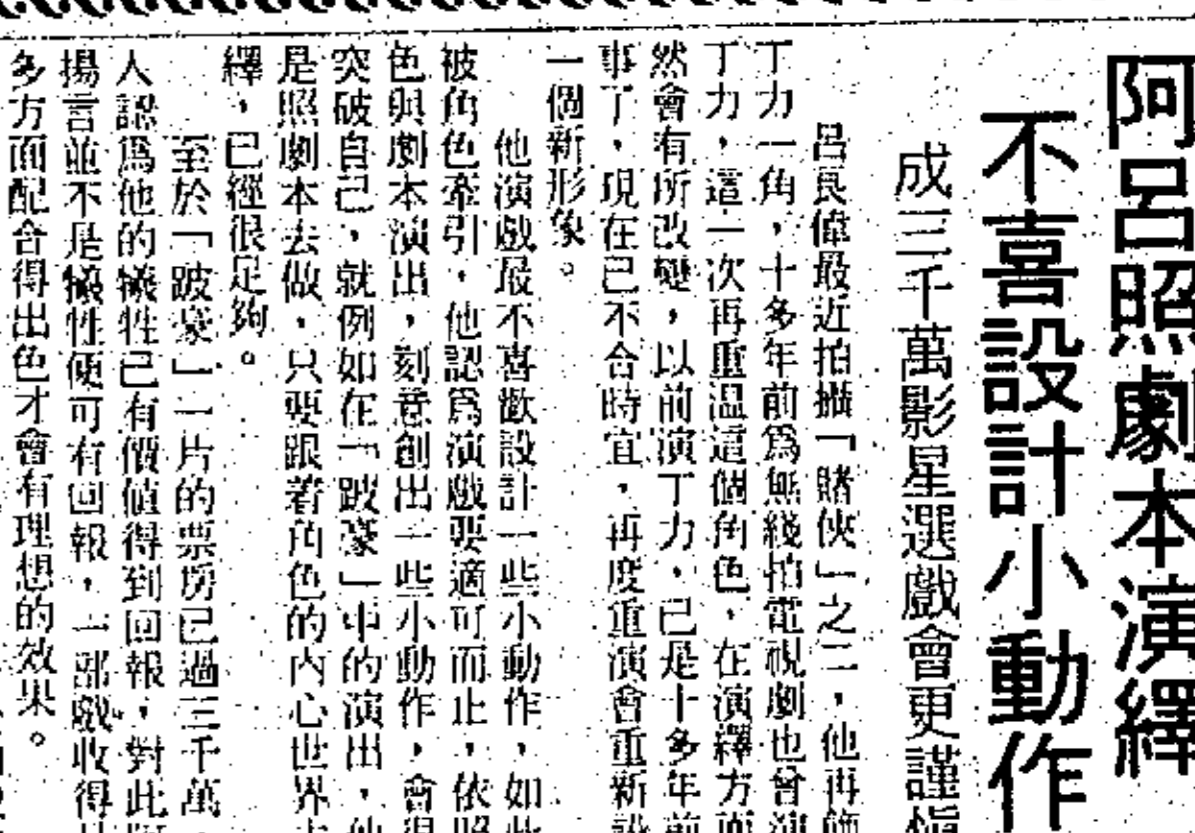 阿呂照劇本演繹
不喜設計小動作
成三千萬影星選戲會更謹慎
呂良偉最近拍攝「賭俠」之二，他再飾
丁力一角，十多年前爲無綫拍電視劇也曾演
丁力，這一次再重溫這個角色，在演繹方面
然會有所改變，以前演丁力，已是十多年前
事了，現在已不合時宜，再度重演會重新設
一個新形象。
他演戲最不喜歡設計一些小動作，如此
被角色牽引，他認爲演戲要適可而止，依照
色與劇本演出，刻意創出一些小動作，會得
突破自己，就例如在「跛豪」中的演出，他
是照劇本去做，只要跟着角色的內心世界去
繹，已經很足夠。
至於「跛豪」一片的票房已過三千萬，
人認爲他的犧牲已有價值得到回報，對此
揚言並不是犧牲便可有回報，一部戲收得
多方面配合得出色才會有理想的效果。